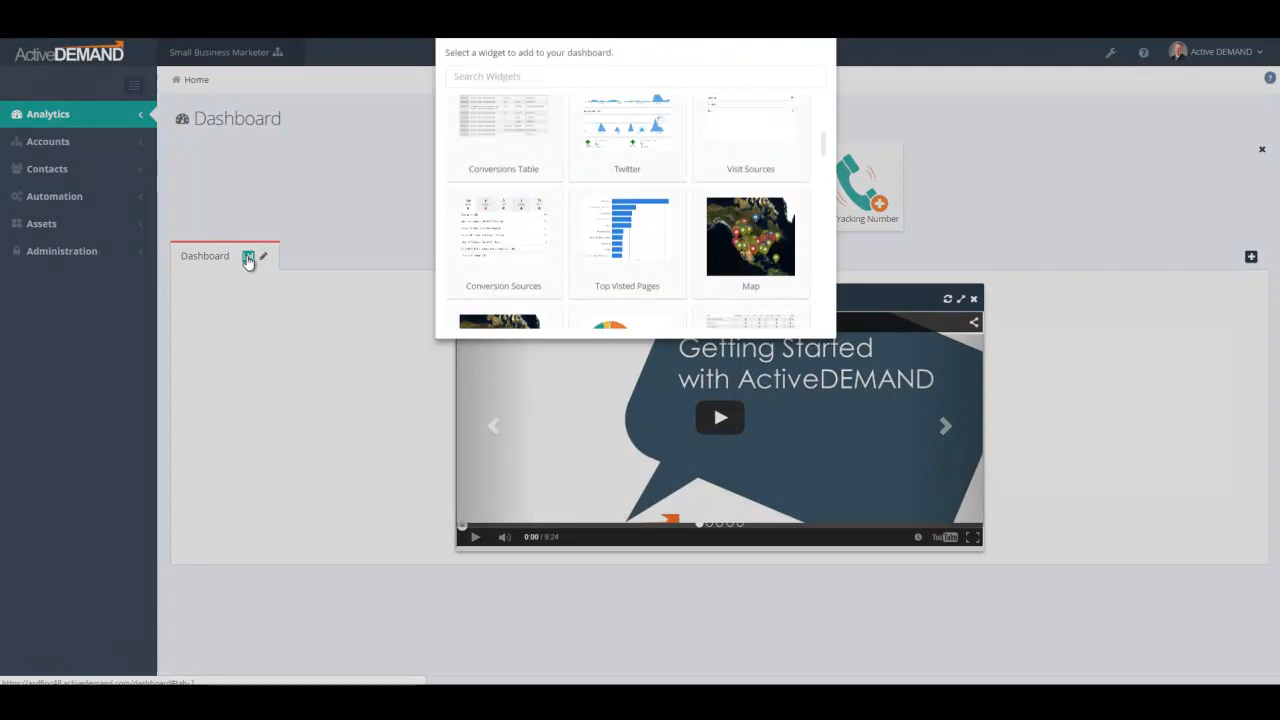 ActiveDEMAND
Small Business Marketer
Active DEMAND
Select a widget to add to your dashboard.
Search Widgets
Home
Dashboard
Analytics
Accounts
Contacts
Automation
Assets
Administration
Conversions Table
Twitter
Visit Sources
Tracking Number
Dashboard
Conversion Sources
Top Visted Pages
Map
Getting Started
with ActiveDEMAND
0:00 / 9:24
YouTube